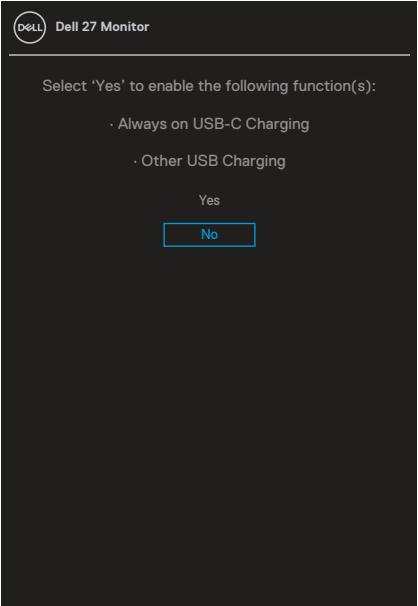 DELL Dell 27 Monitor
Select ‘Yes’ to enable the following function(s):
· Always on USB-C Charging
· Other USB Charging
Yes
No